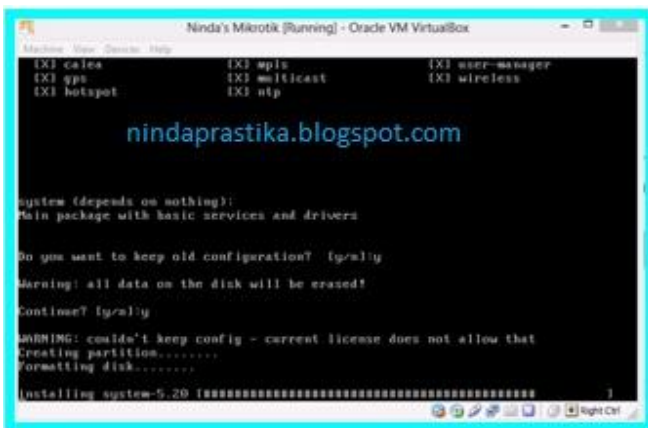 Ninda's Mikrotik [Running] - Oracle VM VirtualBox
Machine View Devices Help
[X] calea [X] mpls [X] user-manager
[X] gps [X] multicast [X] wireless
[X] hotspot [X] ntp
nindaprastika.blogspot.com
system (depends on nothing):
Main package with basic services and drivers
Do you want to keep old configuration? [y/n]:y
Warning: all data on the disk will be erased!
Continue? [y/n]:y
WARNING: couldn't keep config - current license does not allow that
Creating partition........
Formatting disk........
Installing system-5.20 [################################################ ]
Right Ctrl